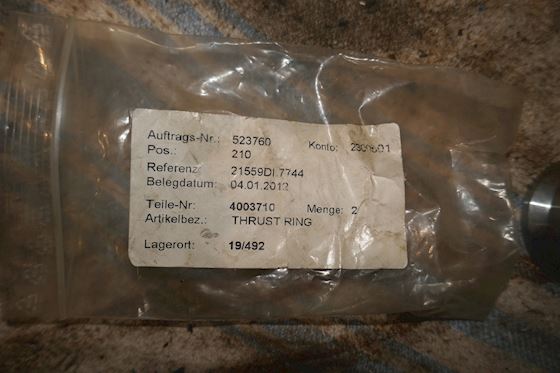 Auftrags-Nr.: 523760 Konto:
Pos.: 210
Referenz: 21559DI.7744
Belegdatum: 04.01.2012
Teile-Nr: 4003710 Menge: 2
Artikelbez.: THRUST RING
Lagerort: 19/492